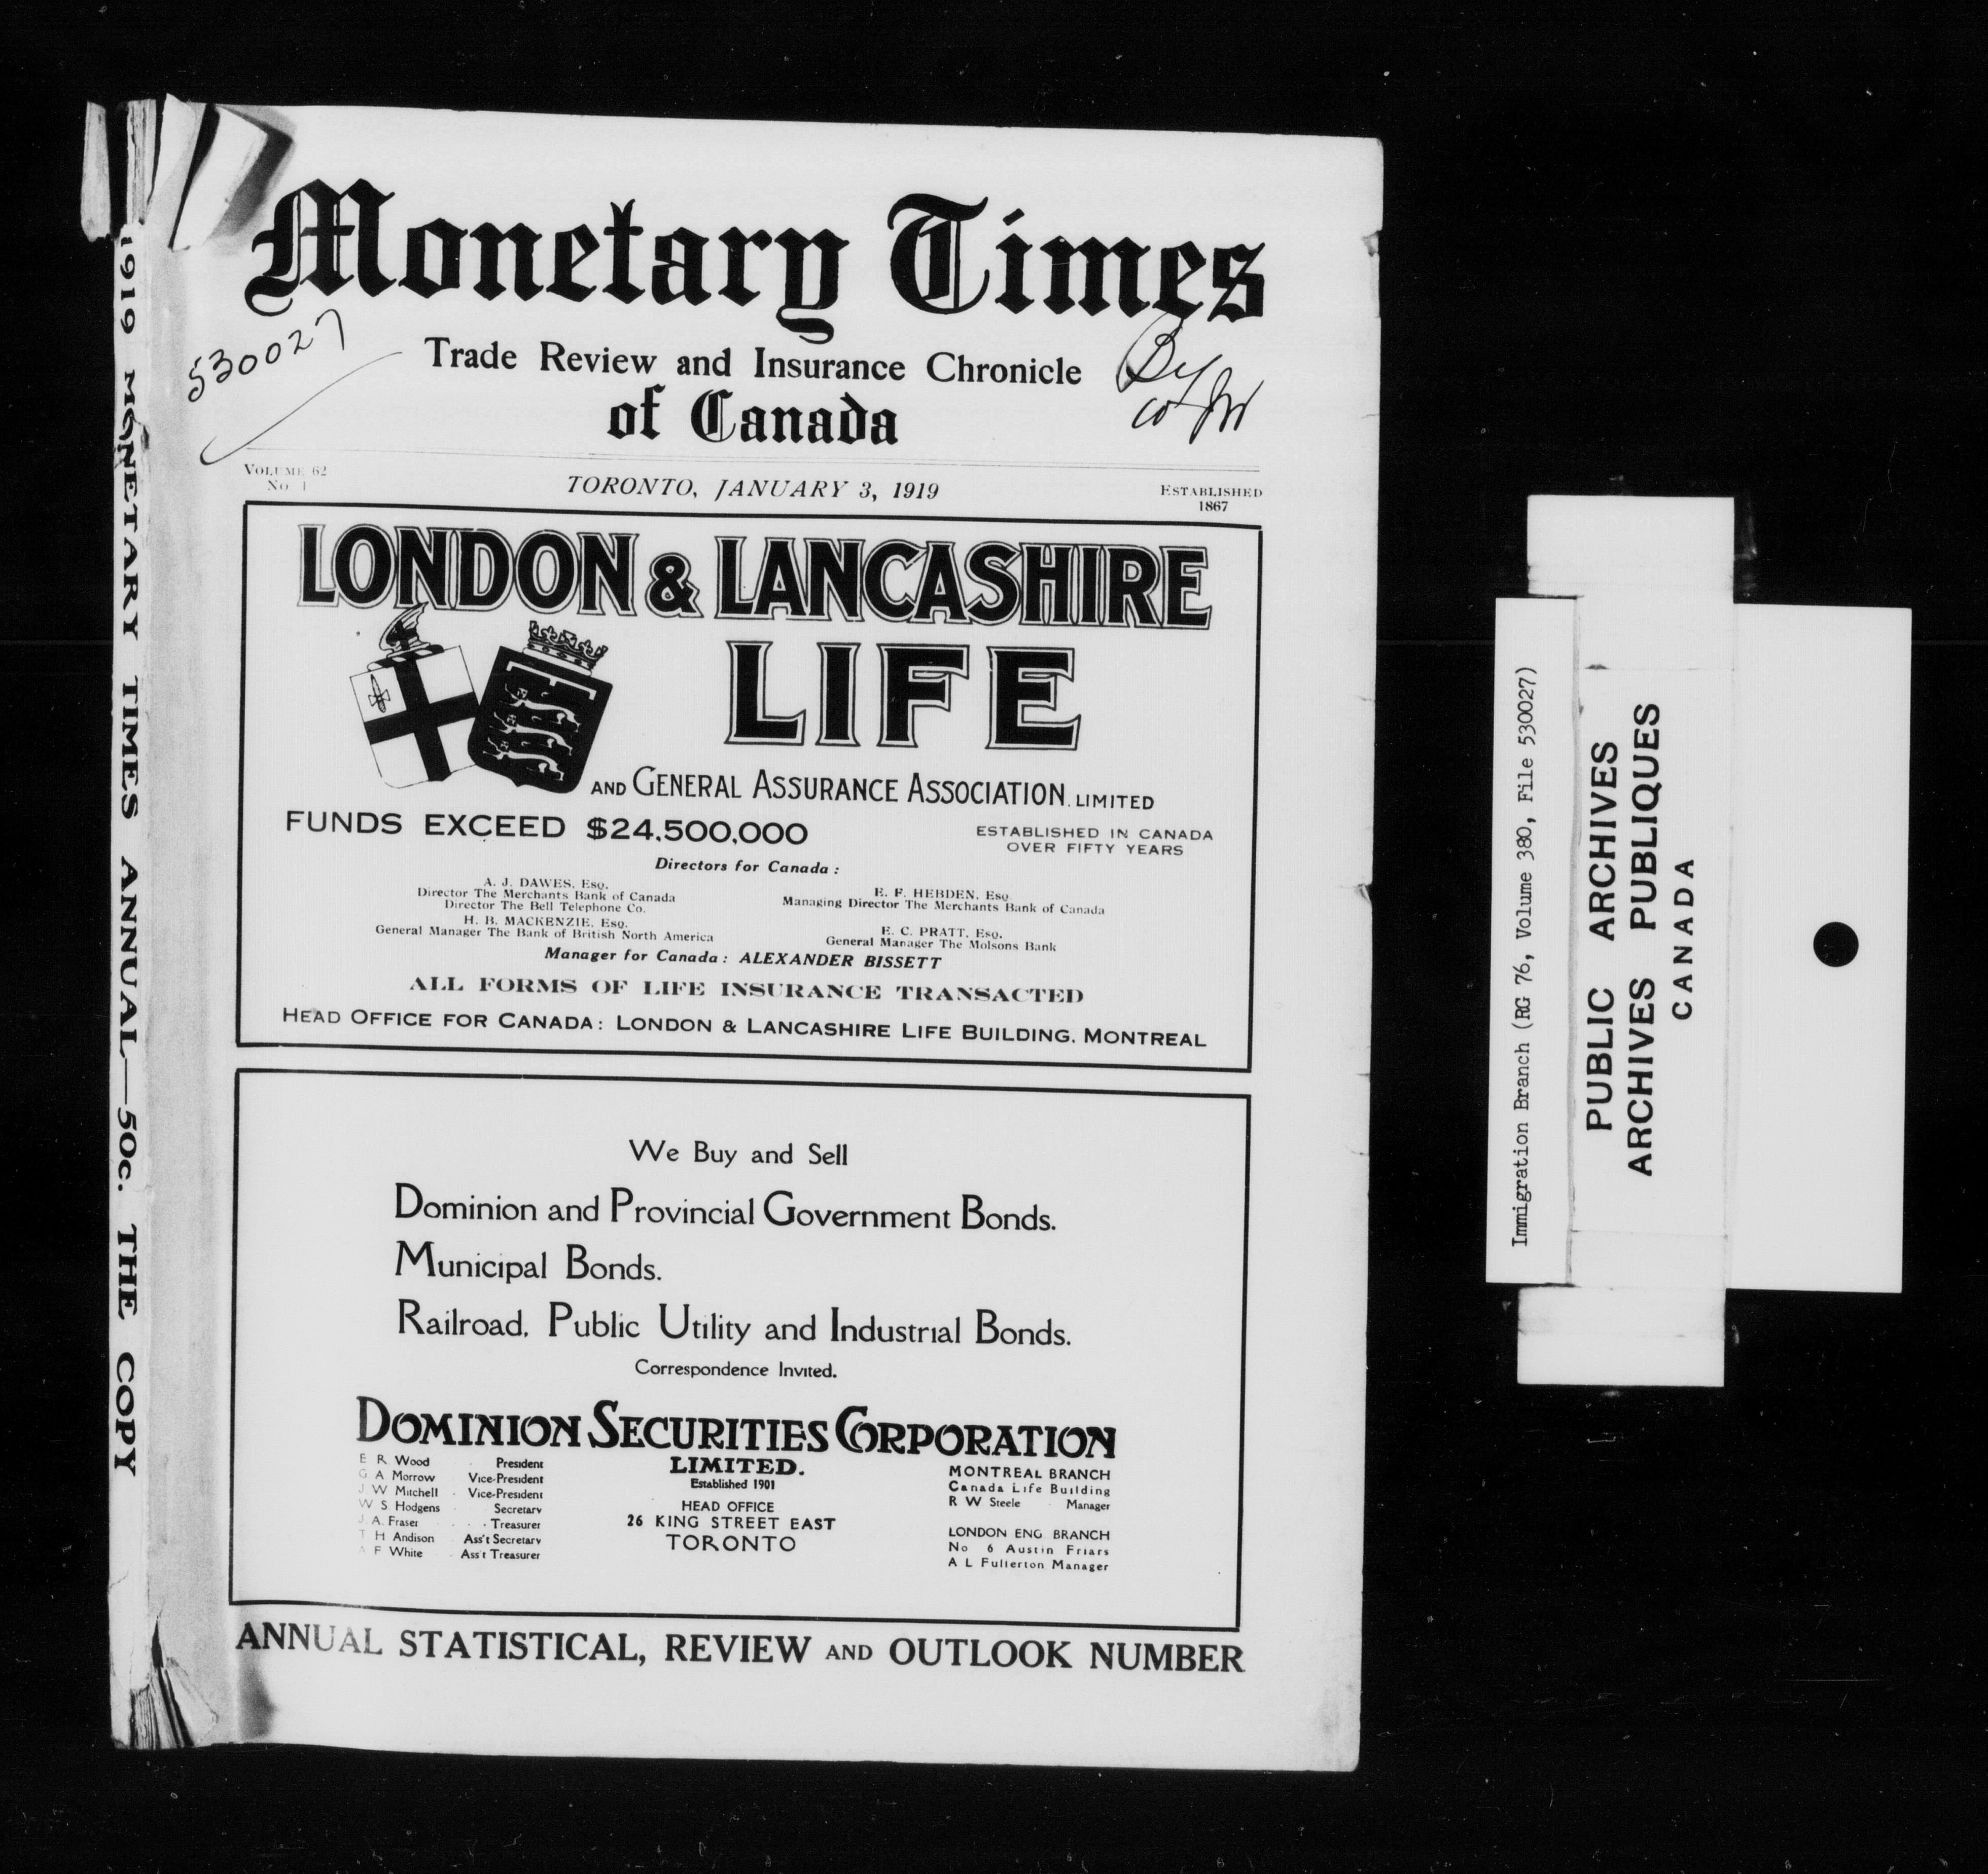 Monetary Times
530027
Trade Review and Insurance Chronicle
of Canada
VOLUME 62
No. 1
TORONTO, JANUARY 3, 1919
ESTABLISHED
1867
LONDON & LANCASHIRE
LIFE
AND GENERAL ASSURANCE ASSOCIATION, LIMITED
FUNDS EXCEED $24,500,000
ESTABLISHED IN CANADA
OVER FIFTY YEARS
Directors for Canada :
A. J. DAWES, Esq.
Director The Merchants Bank of Canada
Director The Bell Telephone Co.
H. B. MACKENZIE, Esq.
General Manager The Bank of British North America
E. F. HEBDEN, Esq.
Managing Director The Merchants Bank of Canada
E. C. PRATT, Esq.
General Manager The Molsons Bank
Manager for Canada : ALEXANDER BISSETT
ALL FORMS OF LIFE INSURANCE TRANSACTED
HEAD OFFICE FOR CANADA : LONDON & LANCASHIRE LIFE BUILDING, MONTREAL
We Buy and Sell
Dominion and Provincial Government Bonds.
Municipal Bonds.
Railroad, Public Utility and Industrial Bonds.
Correspondence Invited.
DOMINION SECURITIES CORPORATION
LIMITED.
Established 1901
HEAD OFFICE
26 KING STREET EAST
TORONTO
E R Wood President
G A Morrow Vice-President
J W Mitchell Vice-President
W S Hodgens Secretary
J. A. Fraser Treasurer
T H Andison Ass't Secretary
A F White Ass't Treasurer
MONTREAL BRANCH
Canada Life Building
R W Steele Manager
LONDON ENG BRANCH
No 6 Austin Friars
A L Fullerton Manager
ANNUAL STATISTICAL, REVIEW AND OUTLOOK NUMBER
1919 MONETARY TIMES ANNUAL—50c. THE COPY
Immigration Branch (RG 76, Volume 380, File 530027)
PUBLIC ARCHIVES
ARCHIVES PUBLIQUES
CANADA